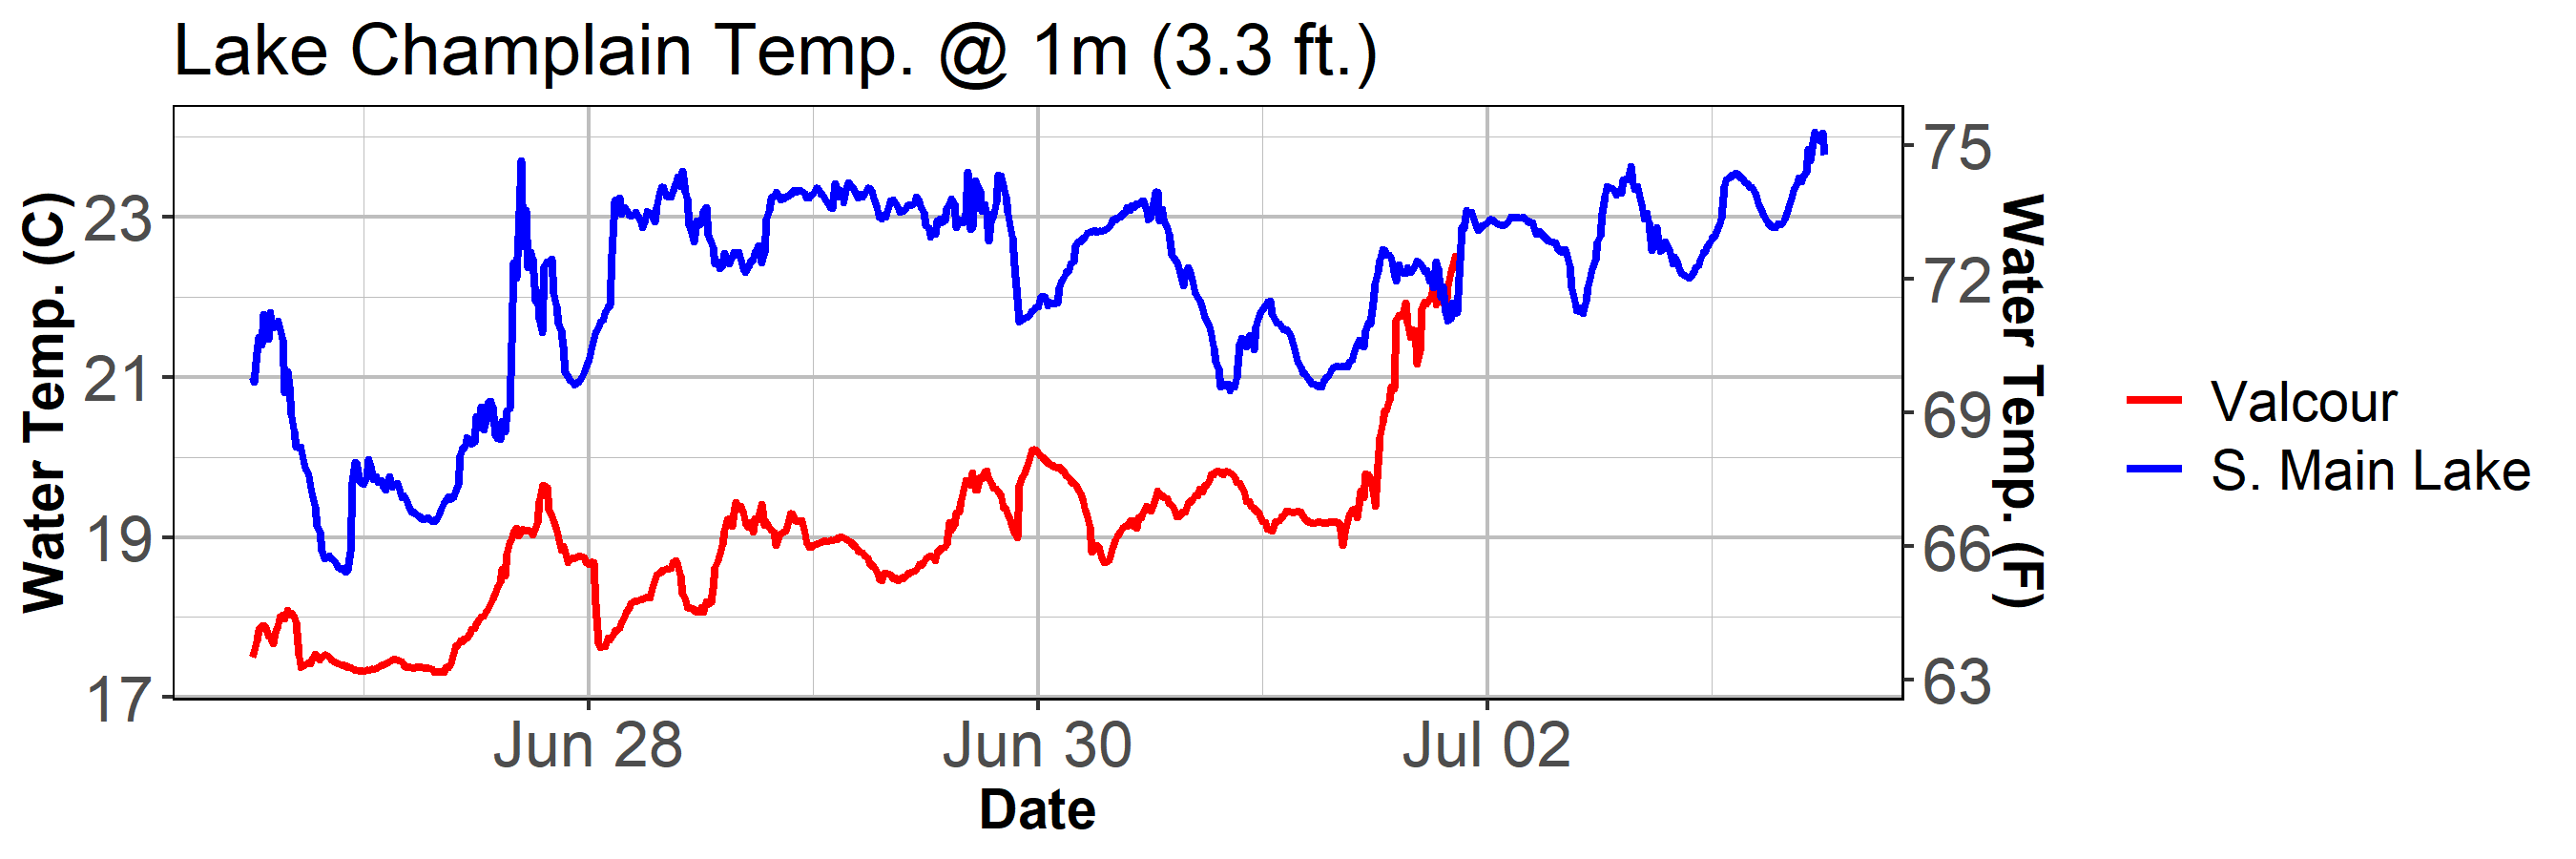 Lake Champlain Temp. @ 1m (3.3 ft.)
Water Temp. (C)
23
21
19
17
75
72
69
66
63
Water Temp. (F)
Jun 28
Jun 30
Jul 02
Date
Valcour
S. Main Lake